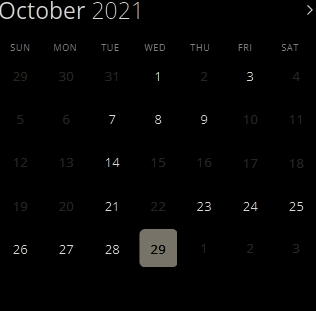 October 2021
SUN MON TUE WED THU FRI SAT
29 30 31 1 2 3 4
5 6 7 8 9 10 11
12 13 14 15 16 17 18
19 20 21 22 23 24 25
26 27 28 29 1 2 3